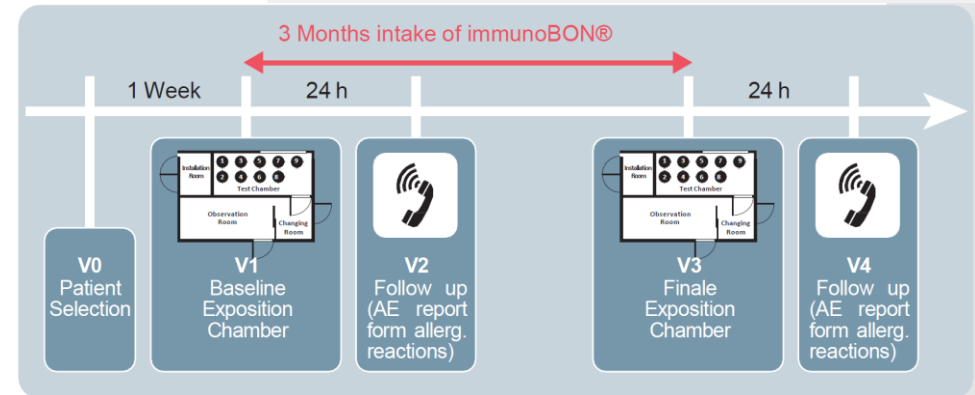 3 Months intake of immunoBON®
1 Week
24 h
24 h
Installation
Room
1 3 5 7 9
2 4 6 8
Test Chamber
Observation
Room
Changing
Room
V0
Patient
Selection
V1
Baseline
Exposition
Chamber
V2
Follow up
(AE report
form allerg.
reactions)
Installation
Room
1 3 5 7 9
2 4 6 8
Test Chamber
Observation
Room
Changing
Room
V3
Finale
Exposition
Chamber
V4
Follow up
(AE report
form allerg.
reactions)